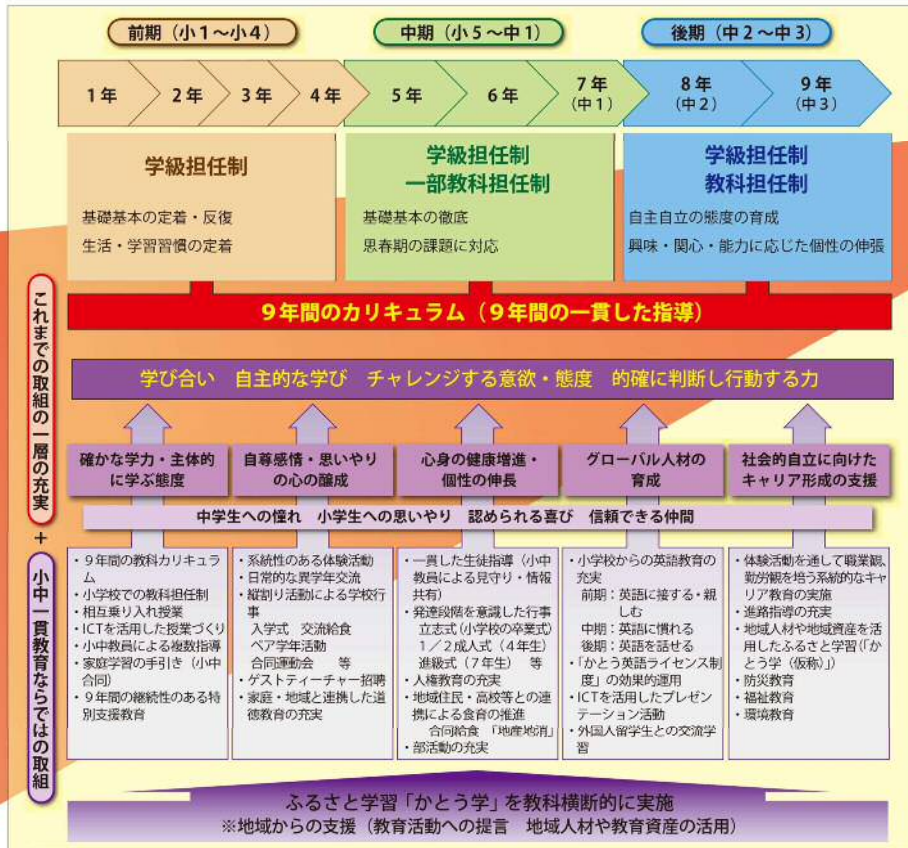 前期（小１～小４）
中期（小５～中１）
後期（中２～中３）
１年
２年
３年
４年
５年
６年
７年
（中１）
８年
（中２）
９年
（中３）
学級担任制
基礎基本の定着・反復
生活・学習習慣の定着
学級担任制
一部教科担任制
基礎基本の徹底
思春期の課題に対応
学級担任制
教科担任制
自主自立の態度の育成
興味・関心・能力に応じた個性の伸張
９年間のカリキュラム（９年間の一貫した指導）
これまでの取組の一層の充実
＋
小中一貫教育ならではの取組
学び合い　自主的な学び　チャレンジする意欲・態度　的確に判断し行動する力
確かな学力・主体的
に学ぶ態度
自尊感情・思いやり
の心の醸成
心身の健康増進・
個性の伸長
グローバル人材の
育成
社会的自立に向けた
キャリア形成の支援
中学生への憧れ　小学生への思いやり　認められる喜び　信頼できる仲間
・９年間の教科カリキュラ
ム
・小学校での教科担任制
・相互乗り入れ授業
・ICTを活用した授業づくり
・小中教員による複数指導
・家庭学習の手引き（小中
合同）
・９年間の継続性のある特
別支援教育
・系統性のある体験活動
・日常的な異学年交流
・縦割り活動による学校行
事
入学式　交流給食
ペア学年活動
合同運動会　等
・ゲストティーチャー招聘
・家庭・地域と連携した道
徳教育の充実
・一貫した生徒指導（小中
教員による見守り・情報
共有）
・発達段階を意識した行事
立志式（小学校の卒業式）
１／２成人式（４年生）
進級式（７年生）　等
・人権教育の充実
・地域住民・高校等との連
携による食育の推進
合同給食　「地産地消」
・部活動の充実
・小学校からの英語教育の
充実
前期：英語に接する・親
しむ
中期：英語に慣れる
後期：英語を話せる
・「かとう英語ライセンス制
度」の効果的運用
・ICTを活用したプレゼン
テーション活動
・外国人留学生との交流学
習
・体験活動を通して職業観、
勤労観を培う系統的なキャ
リア教育の実施
・進路指導の充実
・地域人材や地域資産を活
用したふるさと学習（「か
とう学（仮称）」）
・防災教育
・福祉教育
・環境教育
ふるさと学習「かとう学」を教科横断的に実施
※地域からの支援（教育活動への提言　地域人材や教育資産の活用）